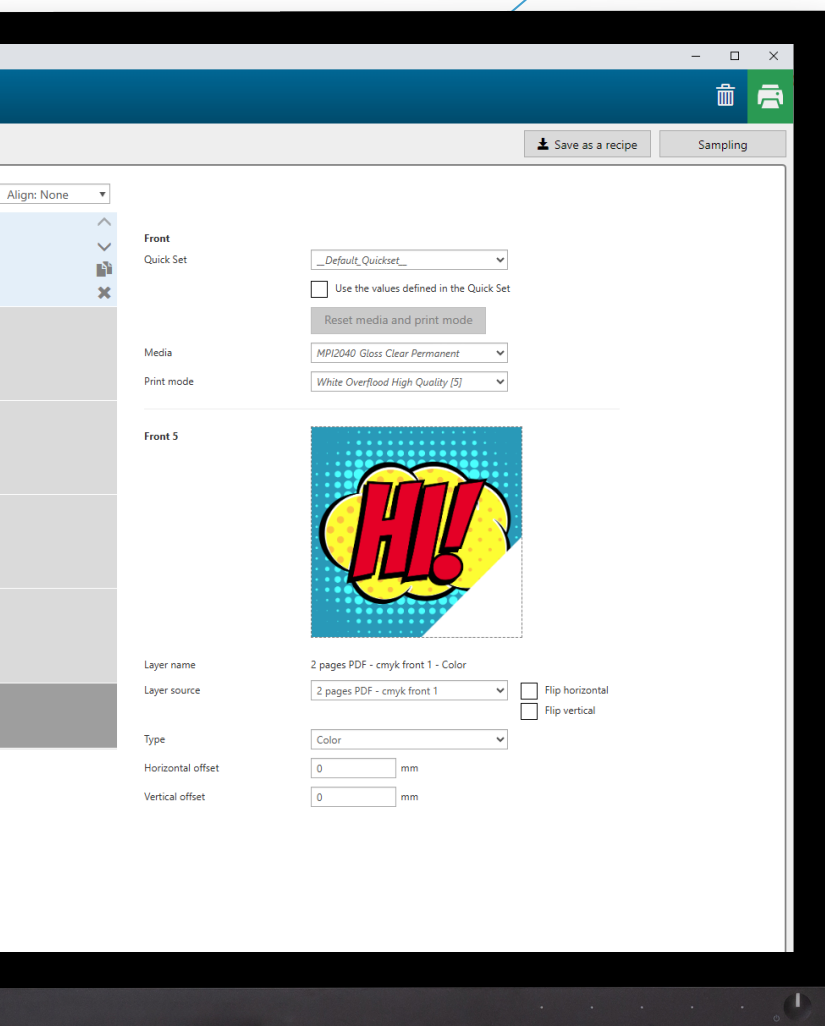 Save as a recipe
Sampling
Align: None
Front
Quick Set
__Default_Quickset__
Use the values defined in the Quick Set
Reset media and print mode
Media
MPI2040 Gloss Clear Permanent
Print mode
White Overflood High Quality [5]
Front 5
HI!
Layer name
2 pages PDF - cmyk front 1 - Color
Layer source
2 pages PDF - cmyk front 1
Flip horizontal
Flip vertical
Type
Color
Horizontal offset
0
mm
Vertical offset
0
mm